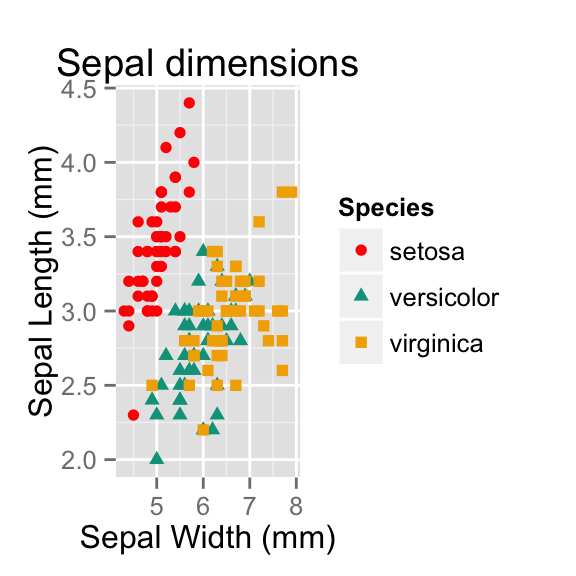 Sepal dimensions
Sepal Length (mm)
4.5
4.0
3.5
3.0
2.5
2.0
5 6 7 8
Sepal Width (mm)
Species
setosa
versicolor
virginica